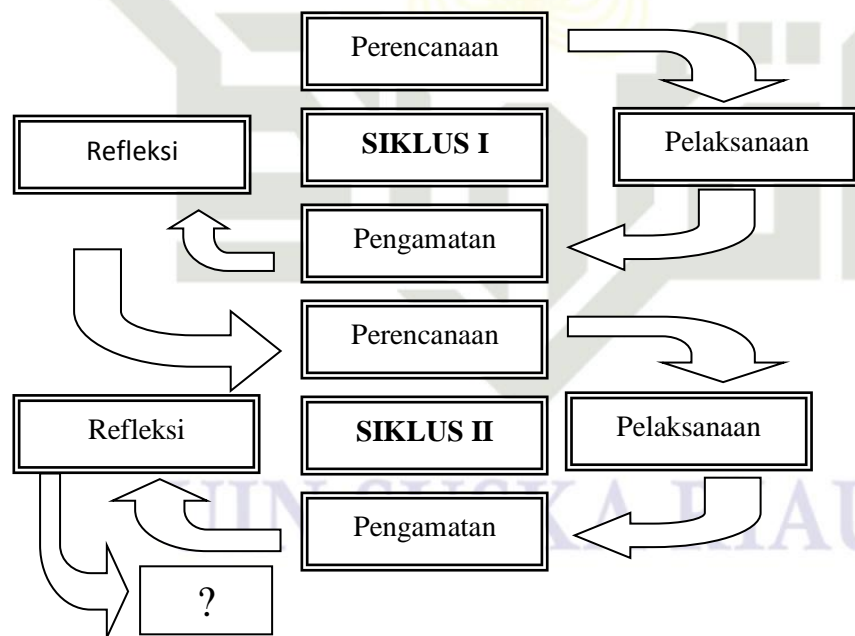 Perencanaan
Refleksi
SIKLUS I
Pelaksanaan
Pengamatan
Perencanaan
Refleksi
SIKLUS II
Pelaksanaan
Pengamatan
UIN SUSKA RIAU
?